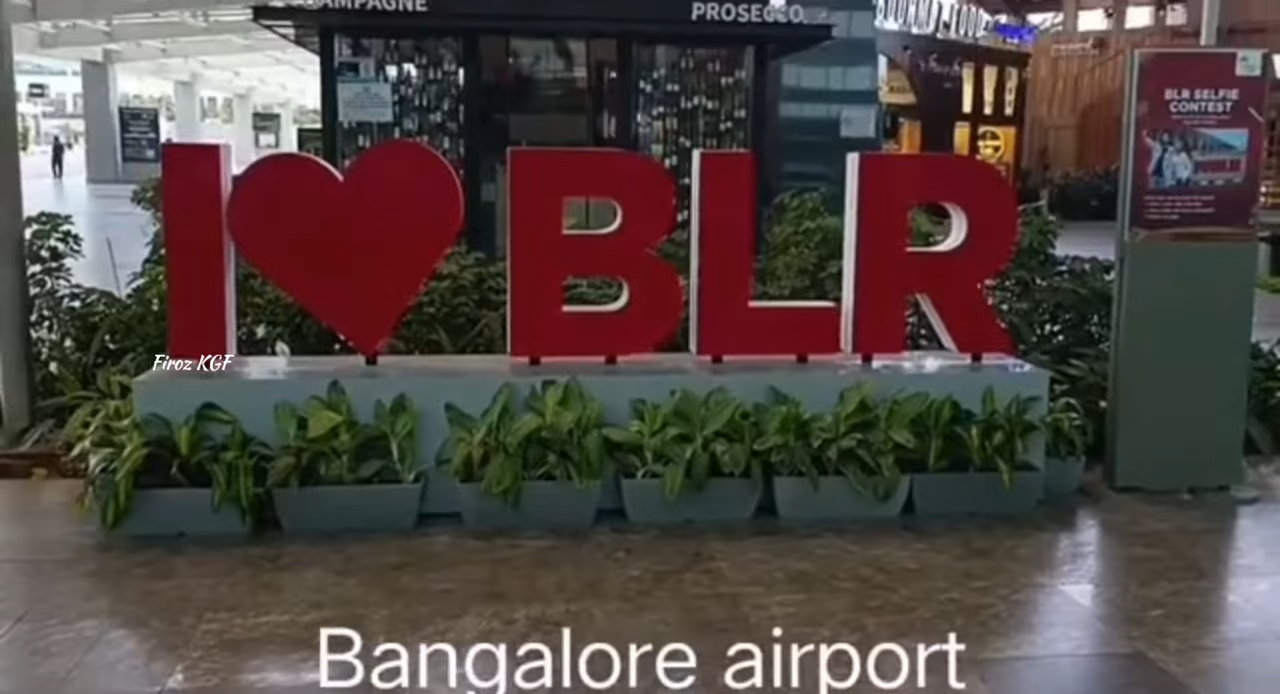 PROSECCO
BLR SELFIE
CONTEST
I ❤ BLR
Firoz KGF
Bangalore airport